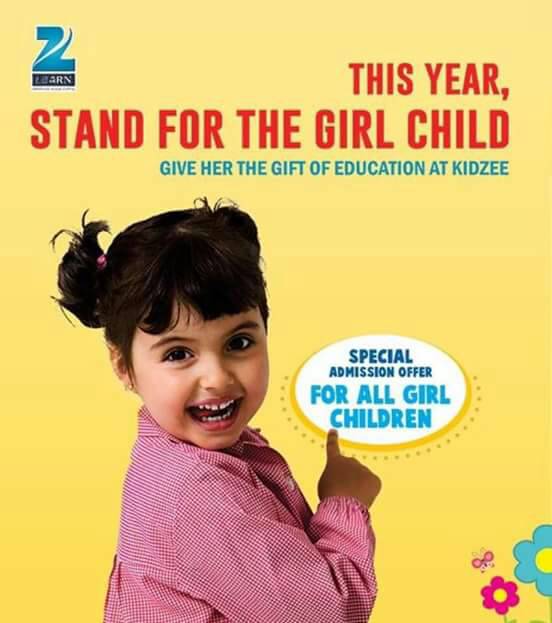 Z
LEARN
THIS YEAR,
STAND FOR THE GIRL CHILD
GIVE HER THE GIFT OF EDUCATION AT KIDZEE
SPECIAL
ADMISSION OFFER
FOR ALL GIRL
CHILDREN